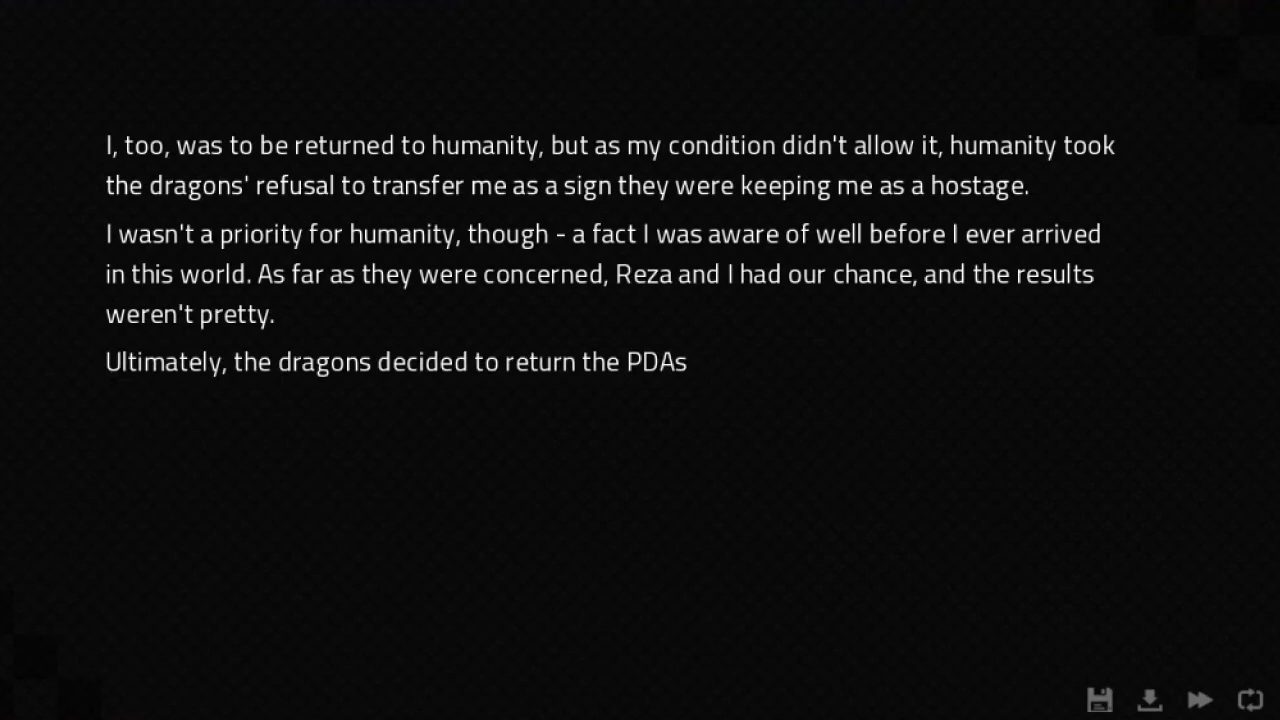 I, too, was to be returned to humanity, but as my condition didn't allow it, humanity took
the dragons' refusal to transfer me as a sign they were keeping me as a hostage.
I wasn't a priority for humanity, though - a fact I was aware of well before I ever arrived
in this world. As far as they were concerned, Reza and I had our chance, and the results
weren't pretty.
Ultimately, the dragons decided to return the PDAs